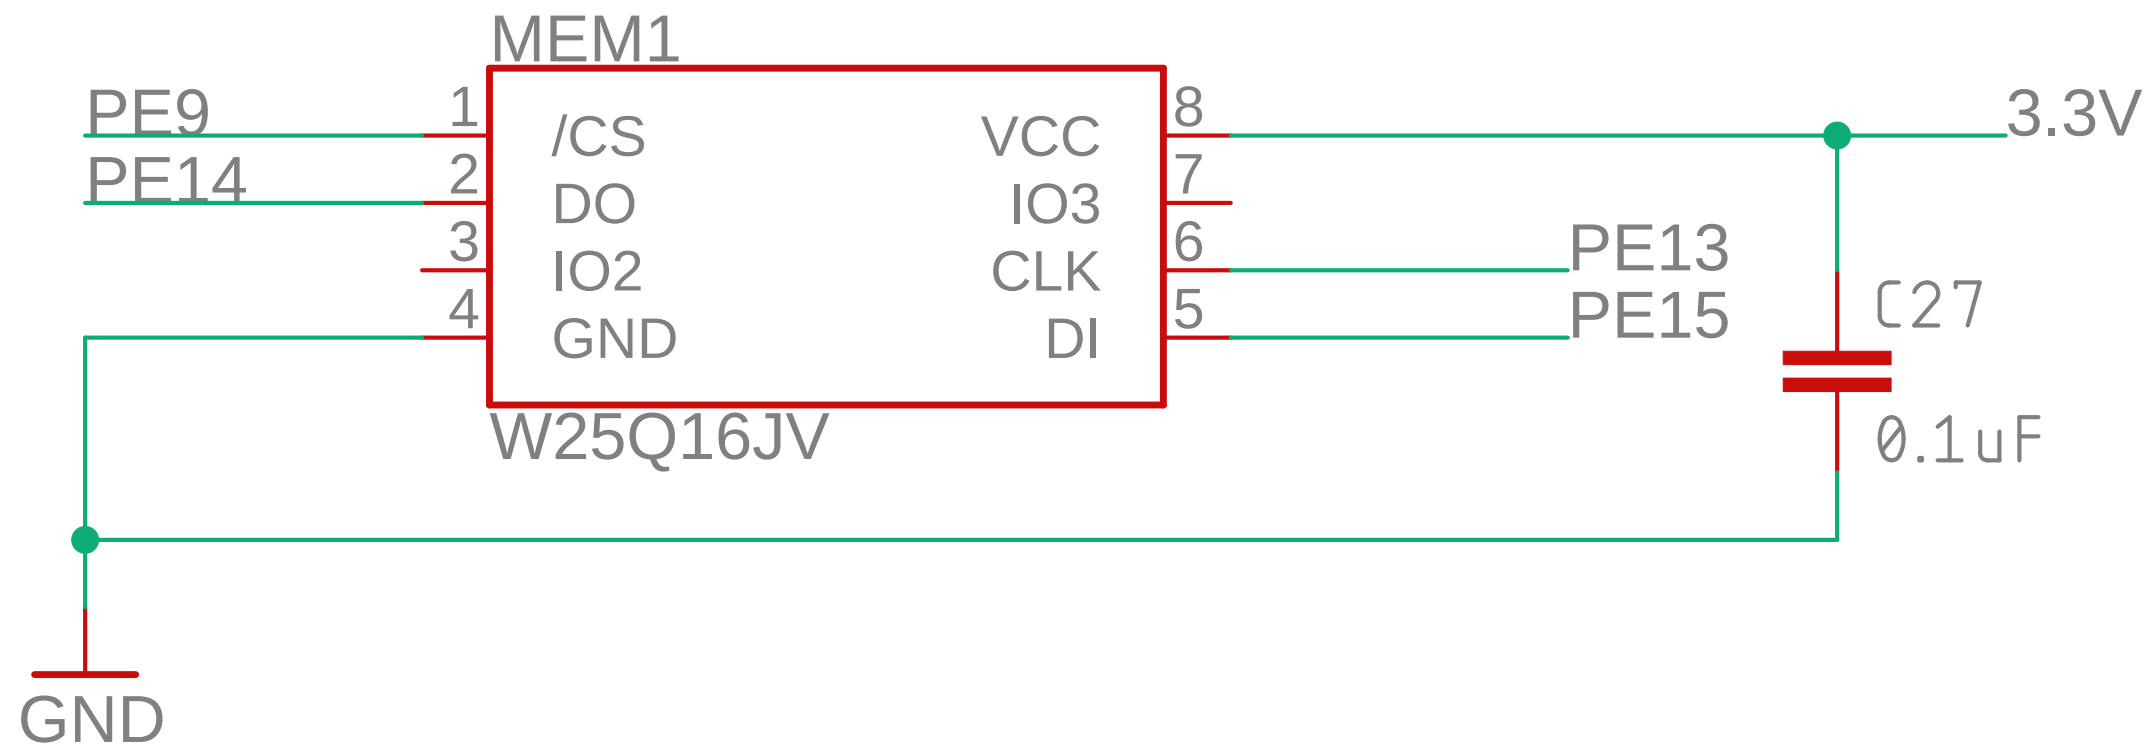 MEM1
PE9 1 /CS VCC 8 3.3V
PE14 2 DO IO3 7
3 IO2 CLK 6 PE13
4 GND DI 5 PE15
C27
W25Q16JV
0.1uF
GND